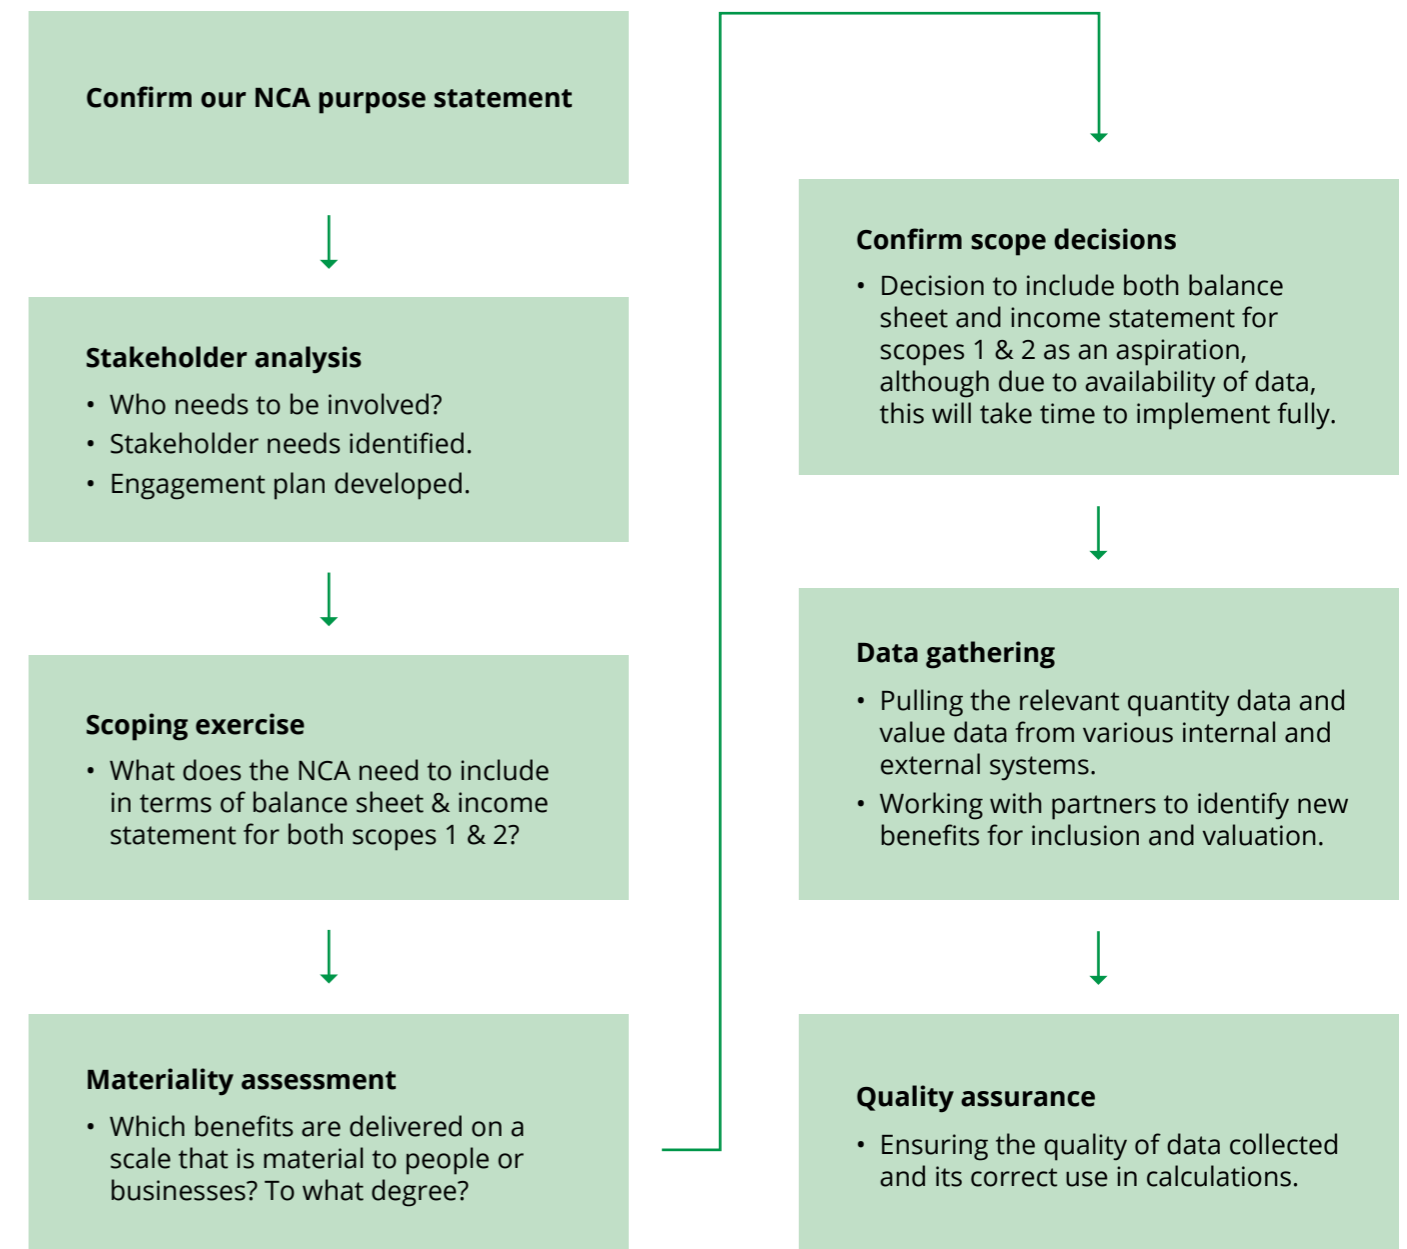 Confirm our NCA purpose statement
Stakeholder analysis
• Who needs to be involved?
• Stakeholder needs identified.
• Engagement plan developed.
Scoping exercise
• What does the NCA need to include
in terms of balance sheet & income
statement for both scopes 1 & 2?
Materiality assessment
• Which benefits are delivered on a
scale that is material to people or
businesses? To what degree?
Confirm scope decisions
• Decision to include both balance
sheet and income statement for
scopes 1 & 2 as an aspiration,
although due to availability of data,
this will take time to implement fully.
Data gathering
• Pulling the relevant quantity data and
value data from various internal and
external systems.
• Working with partners to identify new
benefits for inclusion and valuation.
Quality assurance
• Ensuring the quality of data collected
and its correct use in calculations.